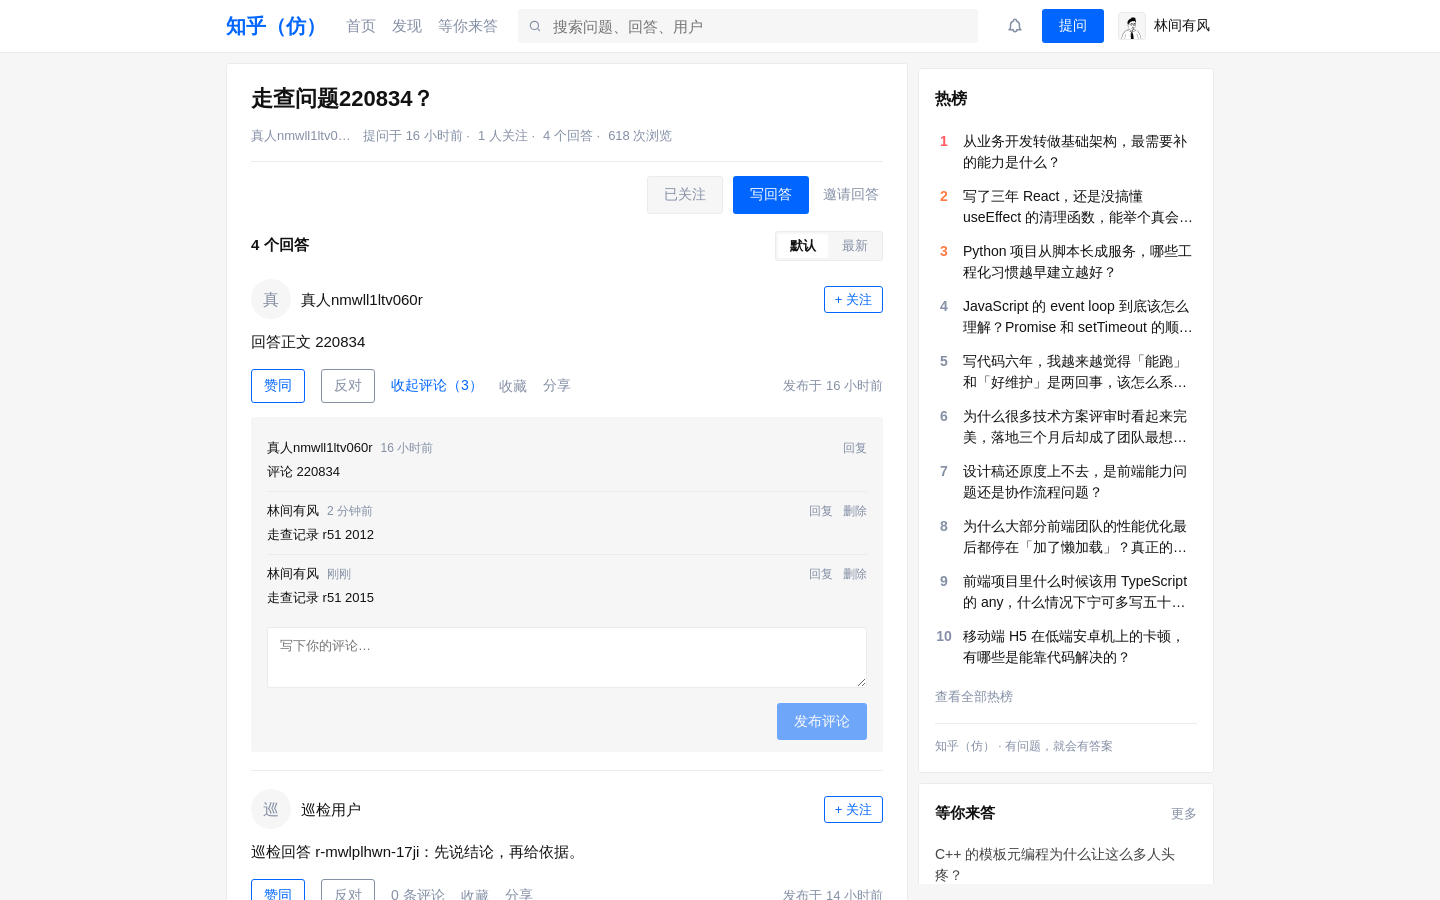 知乎（仿） 首页 发现 等你来答 搜索问题、回答、用户 提问 林间有风
走查问题220834？
真人nmwll1ltv0… 提问于 16 小时前 · 1 人关注 · 4 个回答 · 618 次浏览
已关注 写回答 邀请回答
4 个回答 默认 最新
真 真人nmwll1ltv060r + 关注
回答正文 220834
赞同 反对 收起评论（3） 收藏 分享 发布于 16 小时前
真人nmwll1ltv060r 16 小时前 回复
评论 220834
林间有风 2 分钟前 回复 删除
走查记录 r51 2012
林间有风 刚刚 回复 删除
走查记录 r51 2015
写下你的评论…
发布评论
巡 巡检用户 + 关注
巡检回答 r-mwlplhwn-17ji：先说结论，再给依据。
赞同 反对 0 条评论 收藏 分享 发布于 14 小时前
热榜
1 从业务开发转做基础架构，最需要补
的能力是什么？
2 写了三年 React，还是没搞懂
useEffect 的清理函数，能举个真会…
3 Python 项目从脚本长成服务，哪些工
程化习惯越早建立越好？
4 JavaScript 的 event loop 到底该怎么
理解？Promise 和 setTimeout 的顺…
5 写代码六年，我越来越觉得「能跑」
和「好维护」是两回事，该怎么系…
6 为什么很多技术方案评审时看起来完
美，落地三个月后却成了团队最想…
7 设计稿还原度上不去，是前端能力问
题还是协作流程问题？
8 为什么大部分前端团队的性能优化最
后都停在「加了懒加载」？真正的…
9 前端项目里什么时候该用 TypeScript
的 any，什么情况下宁可多写五十…
10 移动端 H5 在低端安卓机上的卡顿，
有哪些是能靠代码解决的？
查看全部热榜
知乎（仿） · 有问题，就会有答案
等你来答 更多
C++ 的模板元编程为什么让这么多人头
疼？